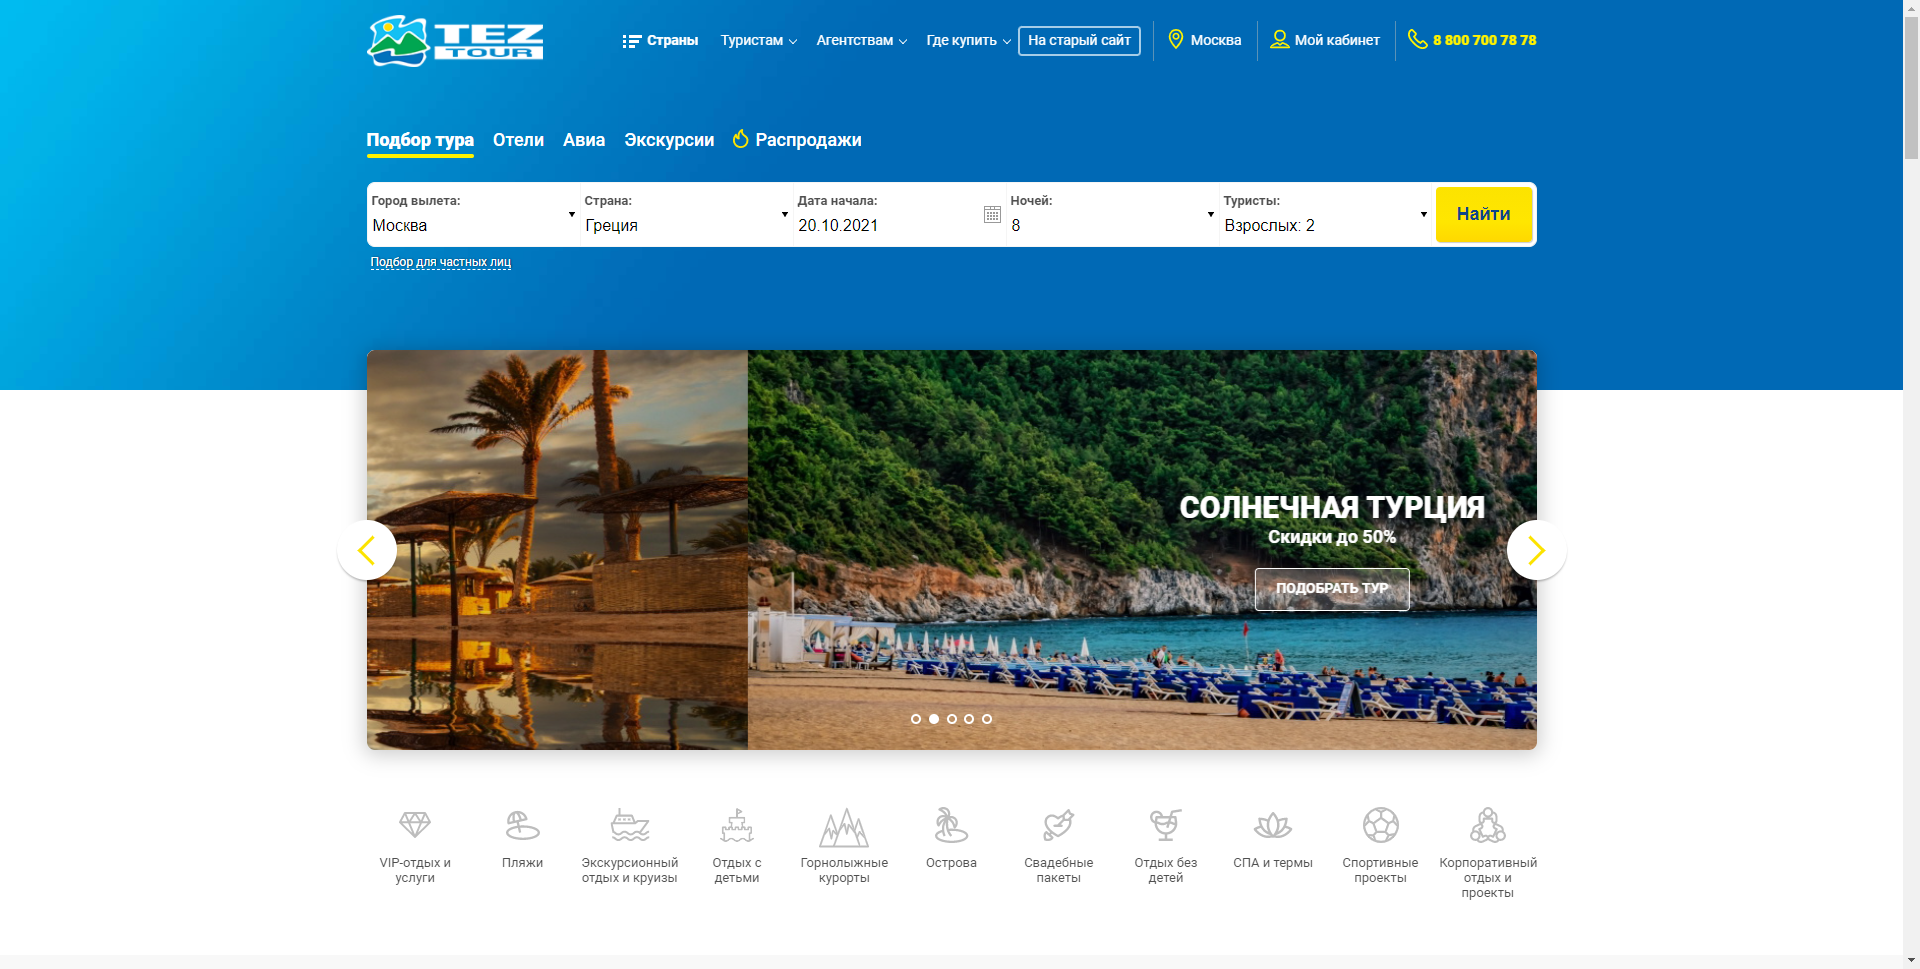 TEZ TOUR
Страны Туристам Агентствам Где купить На старый сайт Москва Мой кабинет 8 800 700 78 78
Подбор тура Отели Авиа Экскурсии Распродажи
Город вылета: Страна: Дата начала: Ночей: Туристы:
Москва Греция 20.10.2021 8 Взрослых: 2
Найти
Подбор для частных лиц
СОЛНЕЧНАЯ ТУРЦИЯ
Скидки до 50%
ПОДОБРАТЬ ТУР
VIP-отдых и услуги
Пляжи
Экскурсионный отдых и круизы
Отдых с детьми
Горнолыжные курорты
Острова
Свадебные пакеты
Отдых без детей
СПА и термы
Спортивные проекты
Корпоративный отдых и проекты